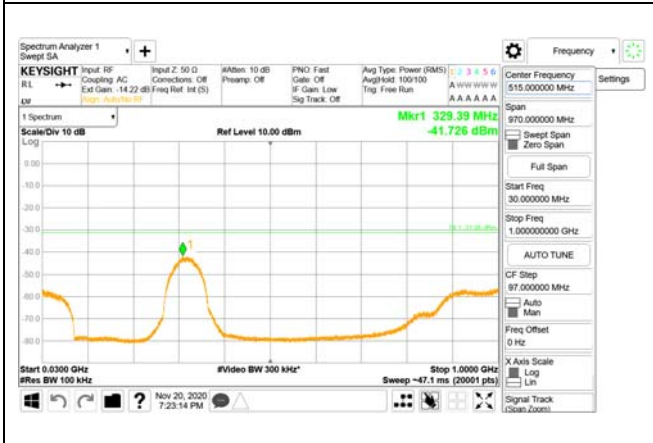 Spectrum Analyzer 1
Swept SA
Frequency
KEYSIGHT
Input: RF
Coupling: AC
Ext Gain: -14.22 dB
Align: Auto/No RF
Input Z: 50 Ω
Corrections: Off
Freq Ref: Int (S)
#Atten: 10 dB
Preamp: Off
PNO: Fast
Gate: Off
IF Gain: Low
Sig Track: Off
Avg Type: Power (RMS)
Avg|Hold: 100/100
Trig: Free Run
1 2 3 4 5 6
A W W W W W
A A A A A A
RL
1 Spectrum
Scale/Div 10 dB
Log
Ref Level 10.00 dBm
Mkr1 329.39 MHz
-41.726 dBm
0.00
-10.0
-20.0
-30.0
-40.0
-50.0
-60.0
-70.0
-80.0
1
Start 0.0300 GHz
#Res BW 100 kHz
#Video BW 300 kHz*
Stop 1.0000 GHz
Sweep ~47.1 ms (20001 pts)
Nov 20, 2020
7:23:14 PM
?
Center Frequency
515.000000 MHz
Settings
Span
970.000000 MHz
Swept Span
Zero Span
Full Span
Start Freq
30.000000 MHz
Stop Freq
1.000000000 GHz
AUTO TUNE
CF Step
97.000000 MHz
Auto
Man
Freq Offset
0 Hz
X Axis Scale
Log
Lin
Signal Track
(Span Zoom)